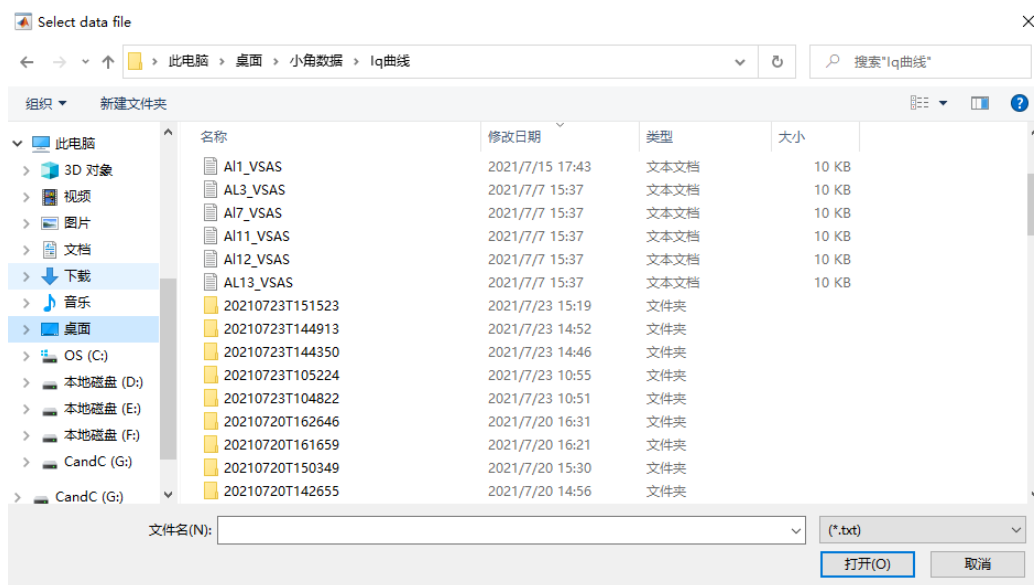 Select data file
此电脑 › 桌面 › 小角数据 › Iq曲线
搜索"Iq曲线"
组织 新建文件夹
名称 修改日期 类型 大小
此电脑
3D 对象
视频
图片
文档
下载
音乐
桌面
OS (C:)
本地磁盘 (D:)
本地磁盘 (E:)
本地磁盘 (F:)
CandC (G:)
CandC (G:)
Al1_VSAS 2021/7/15 17:43 文本文档 10 KB
AL3_VSAS 2021/7/7 15:37 文本文档 10 KB
Al7_VSAS 2021/7/7 15:37 文本文档 10 KB
Al11_VSAS 2021/7/7 15:37 文本文档 10 KB
Al12_VSAS 2021/7/7 15:37 文本文档 10 KB
AL13_VSAS 2021/7/7 15:37 文本文档 10 KB
20210723T151523 2021/7/23 15:19 文件夹
20210723T144913 2021/7/23 14:52 文件夹
20210723T144350 2021/7/23 14:46 文件夹
20210723T105224 2021/7/23 10:55 文件夹
20210723T104822 2021/7/23 10:51 文件夹
20210720T162646 2021/7/20 16:31 文件夹
20210720T161659 2021/7/20 16:21 文件夹
20210720T150349 2021/7/20 15:30 文件夹
20210720T142655 2021/7/20 14:56 文件夹
文件名(N):
(*.txt)
打开(O) 取消